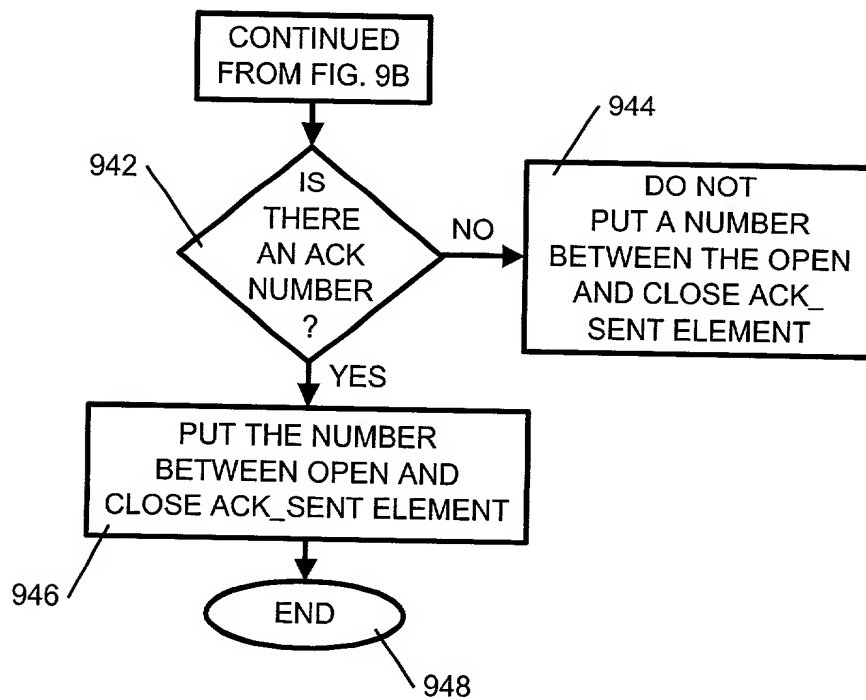 CONTINUED
FROM FIG. 9B
942
IS
THERE
AN ACK
NUMBER
?
NO
944
DO NOT
PUT A NUMBER
BETWEEN THE OPEN
AND CLOSE ACK_
SENT ELEMENT
YES
PUT THE NUMBER
BETWEEN OPEN AND
CLOSE ACK_SENT ELEMENT
946
END
948